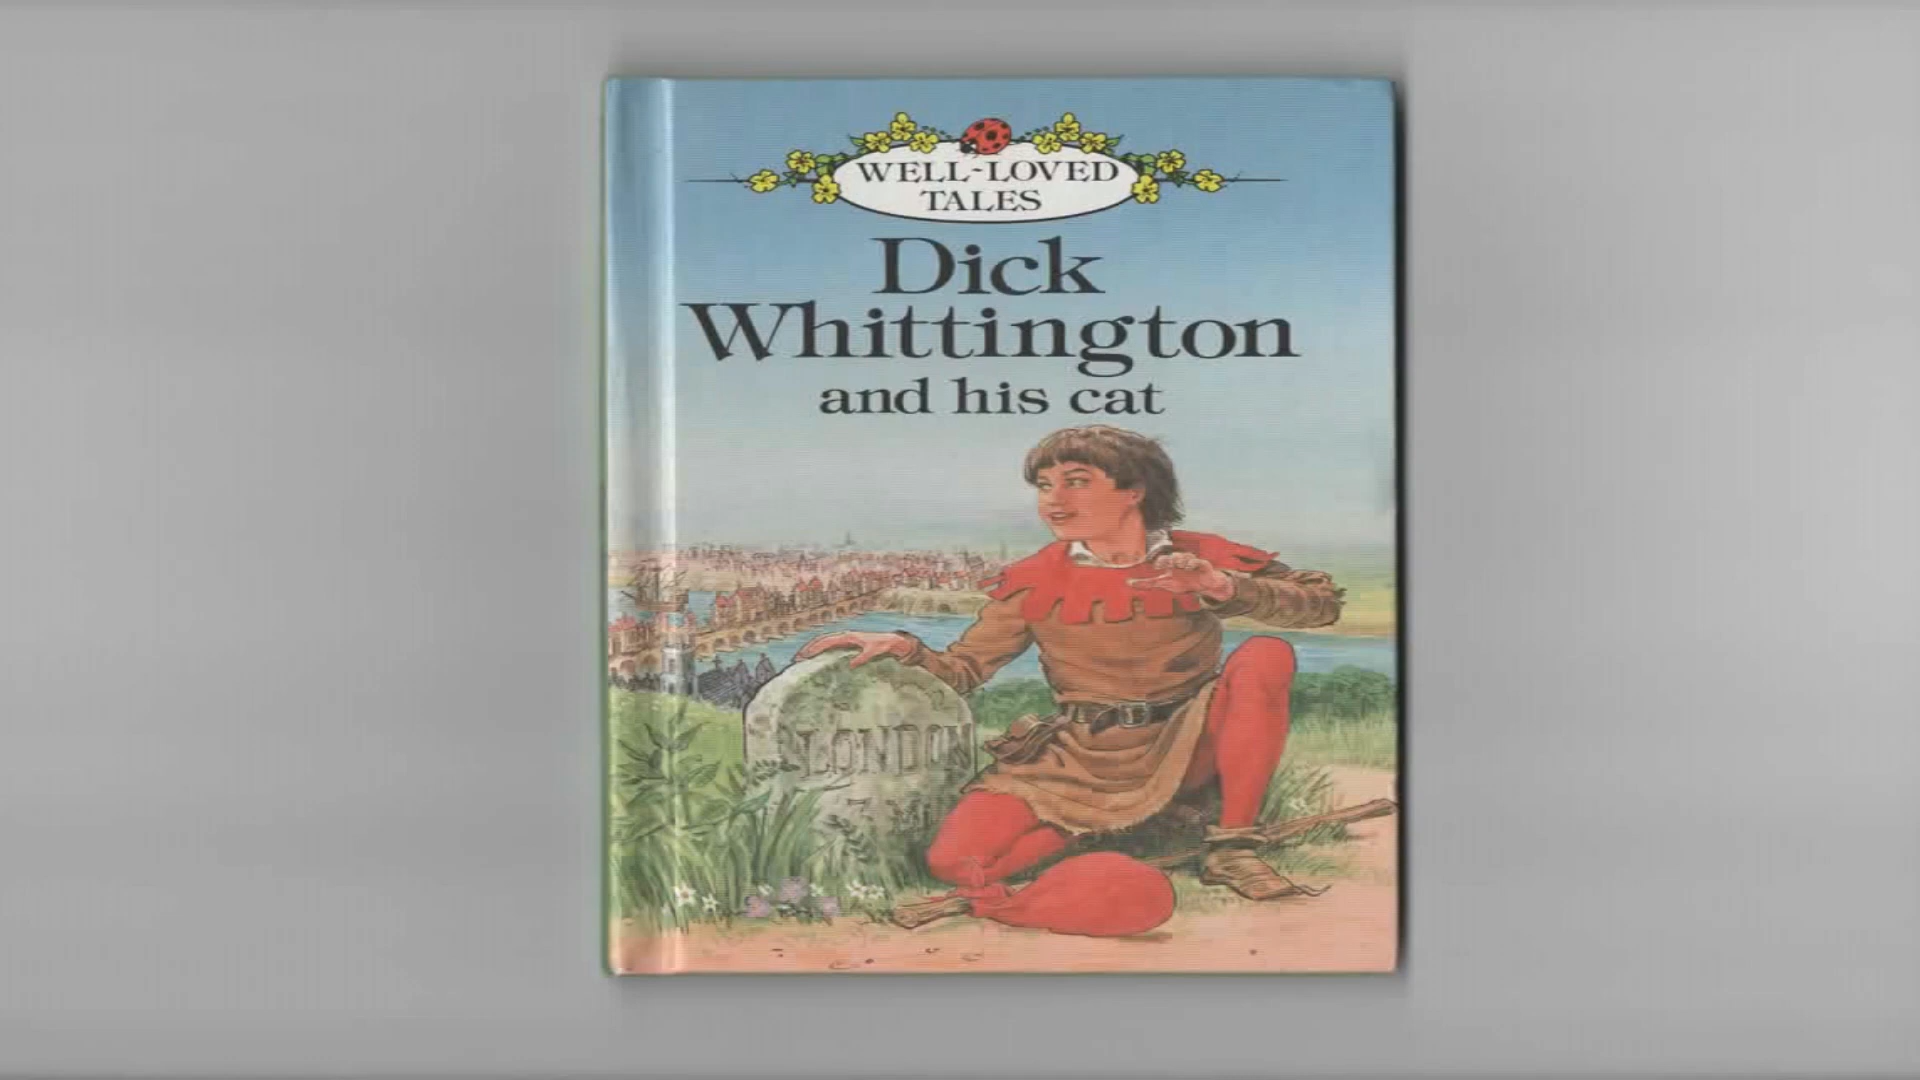 WELL-LOVED
TALES
Dick
Whittington
and his cat
LONDON